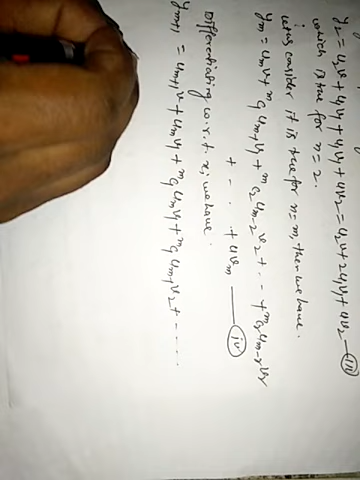 y₂ = u₂v + u₁v₁ + u₁v₁ + uv₂ = u₂v + 2u₁v₁ + uv₂ — (iii)
which is true for n = 2.
Let us consider it is true for n = m, then we have.
yₘ = uₘv + ᵐC₁ uₘ₋₁v₁ + ᵐC₂ uₘ₋₂v₂ + - - + ᵐCᵣ uₘ₋ᵣvᵣ
+ - - + uvₘ — (iv)
Differentiating w.r.t. x; we have.
yₘ₊₁ = uₘ₊₁v + uₘv₁ + ᵐC₁ uₘv₁ + ᵐC₁ uₘ₋₁v₂ + - - - -